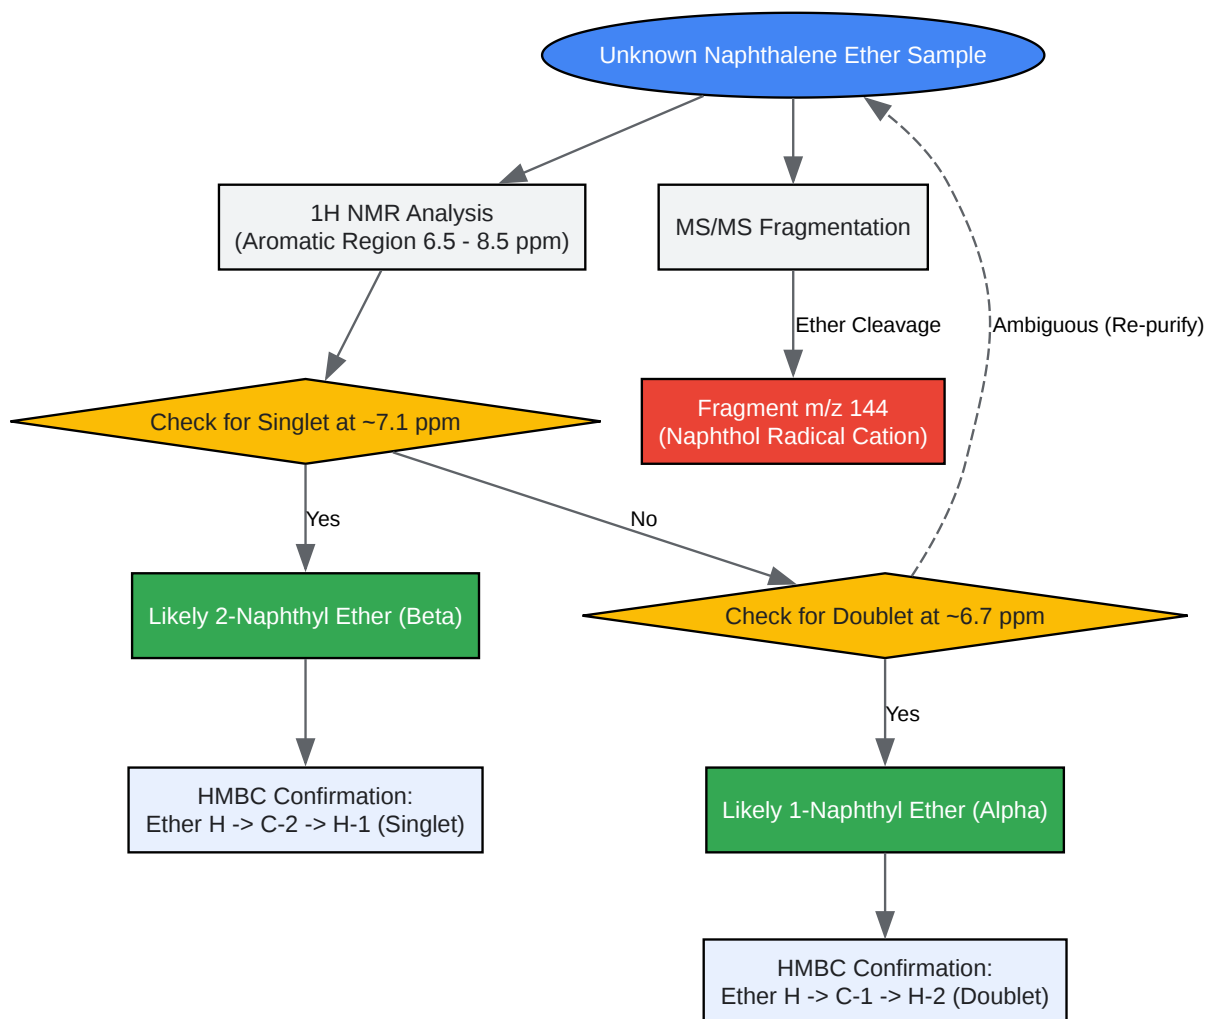 Unknown Naphthalene Ether Sample
1H NMR Analysis
(Aromatic Region 6.5 - 8.5 ppm)
MS/MS Fragmentation
Ether Cleavage
Ambiguous (Re-purify)
Check for Singlet at ~7.1 ppm
Fragment m/z 144
(Naphthol Radical Cation)
Yes
No
Likely 2-Naphthyl Ether (Beta)
Check for Doublet at ~6.7 ppm
Yes
HMBC Confirmation:
Ether H -> C-2 -> H-1 (Singlet)
Likely 1-Naphthyl Ether (Alpha)
HMBC Confirmation:
Ether H -> C-1 -> H-2 (Doublet)